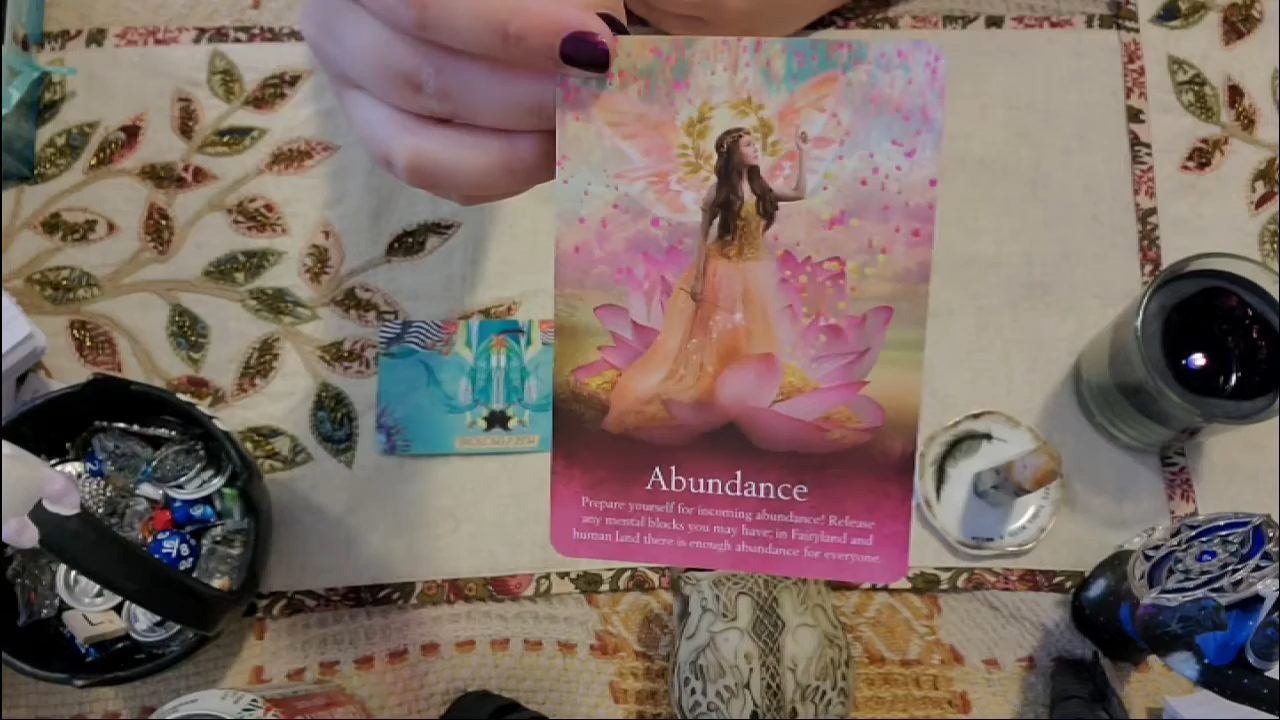 Abundance
Prepare yourself for incoming abundance! Release
any mental blocks you may have; in Fairyland and
human land there is enough abundance for everyone.
L